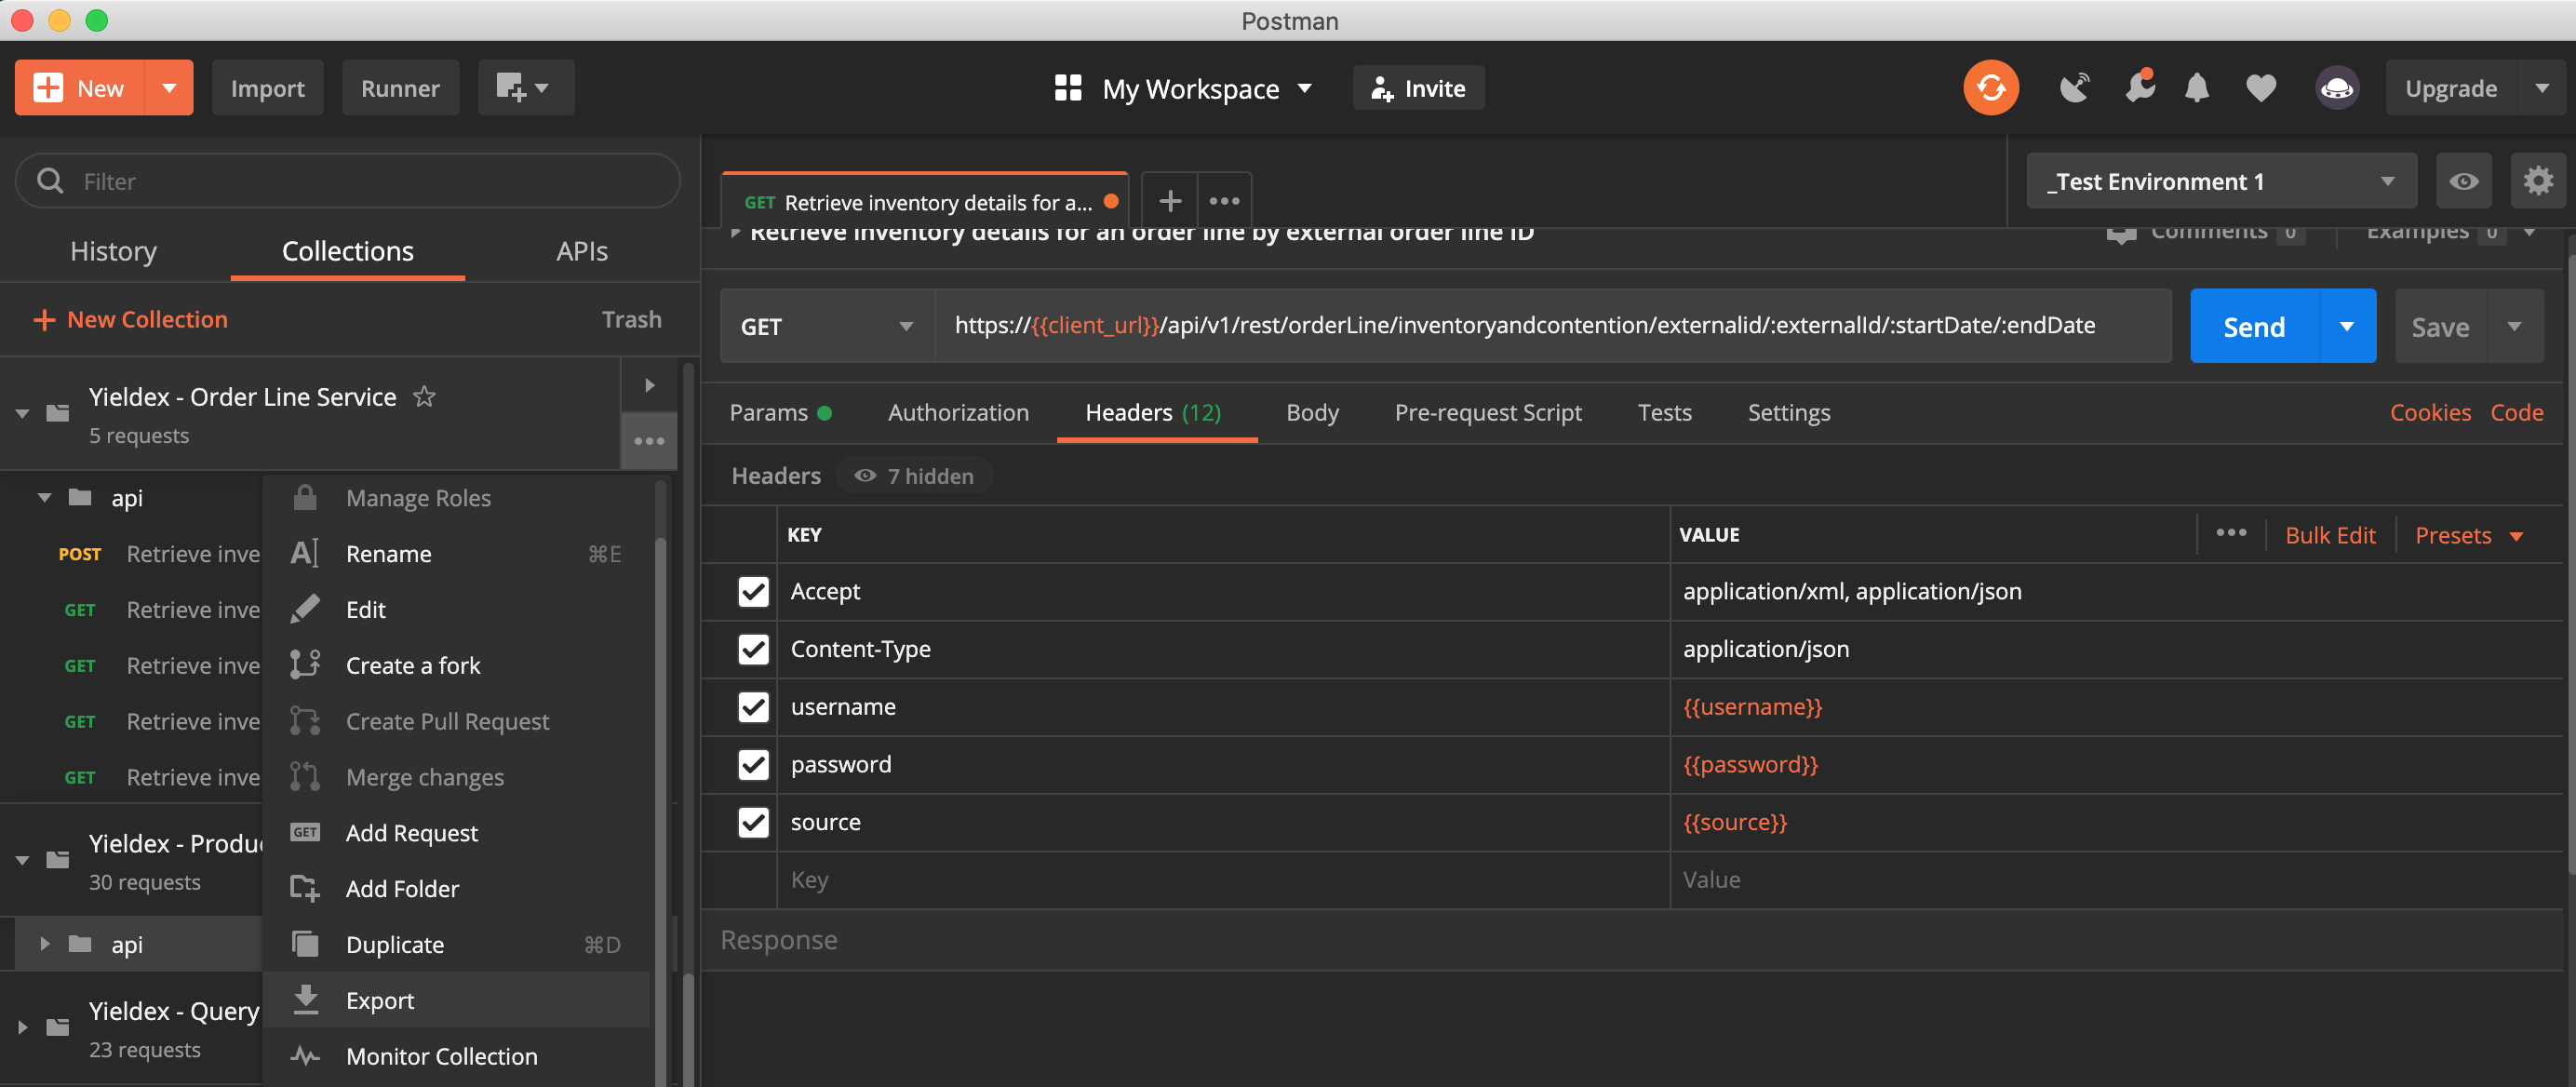 Postman
New
Import
Runner
My Workspace
Invite
Upgrade
Filter
GET Retrieve inventory details for a...
_Test Environment 1
Retrieve inventory details for an order line by external order line ID
Comments 0
Examples 0
History
Collections
APIs
New Collection
Trash
GET
https://{{client_url}}/api/v1/rest/orderLine/inventoryandcontention/externalid/:externalId/:startDate/:endDate
Send
Save
Yieldex - Order Line Service
5 requests
Params
Authorization
Headers (12)
Body
Pre-request Script
Tests
Settings
Cookies
Code
Headers
7 hidden
api
POST Retrieve inve
GET Retrieve inve
GET Retrieve inve
GET Retrieve inve
GET Retrieve inve
Yieldex - Produc
30 requests
api
Yieldex - Query
23 requests
Manage Roles
Rename ⌘E
Edit
Create a fork
Create Pull Request
Merge changes
GET Add Request
Add Folder
Duplicate ⌘D
Export
Monitor Collection
KEY
VALUE
Bulk Edit
Presets
Accept
application/xml, application/json
Content-Type
application/json
username
{{username}}
password
{{password}}
source
{{source}}
Key
Value
Response